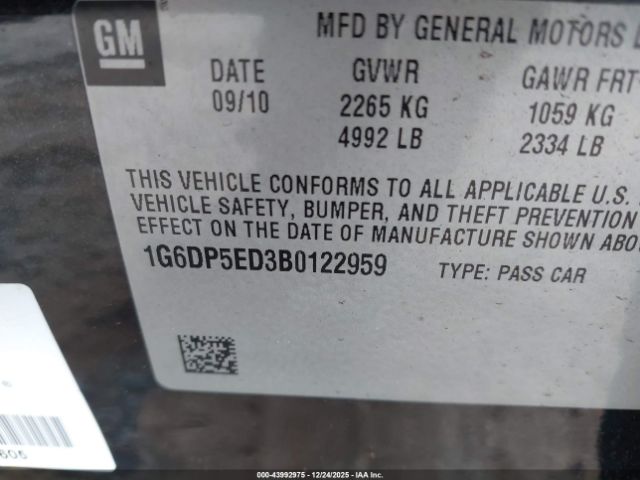 GM
MFD BY GENERAL MOTORS
DATE GVWR GAWR FRT
09/10 2265 KG 1059 KG
4992 LB 2334 LB
THIS VEHICLE CONFORMS TO ALL APPLICABLE U.S.
VEHICLE SAFETY, BUMPER, AND THEFT PREVENTION
EFFECT ON THE DATE OF MANUFACTURE SHOWN ABO
1G6DP5ED3B0122959 TYPE: PASS CAR
© - 43992975 - 12/24/2025 - IAAI, Inc.